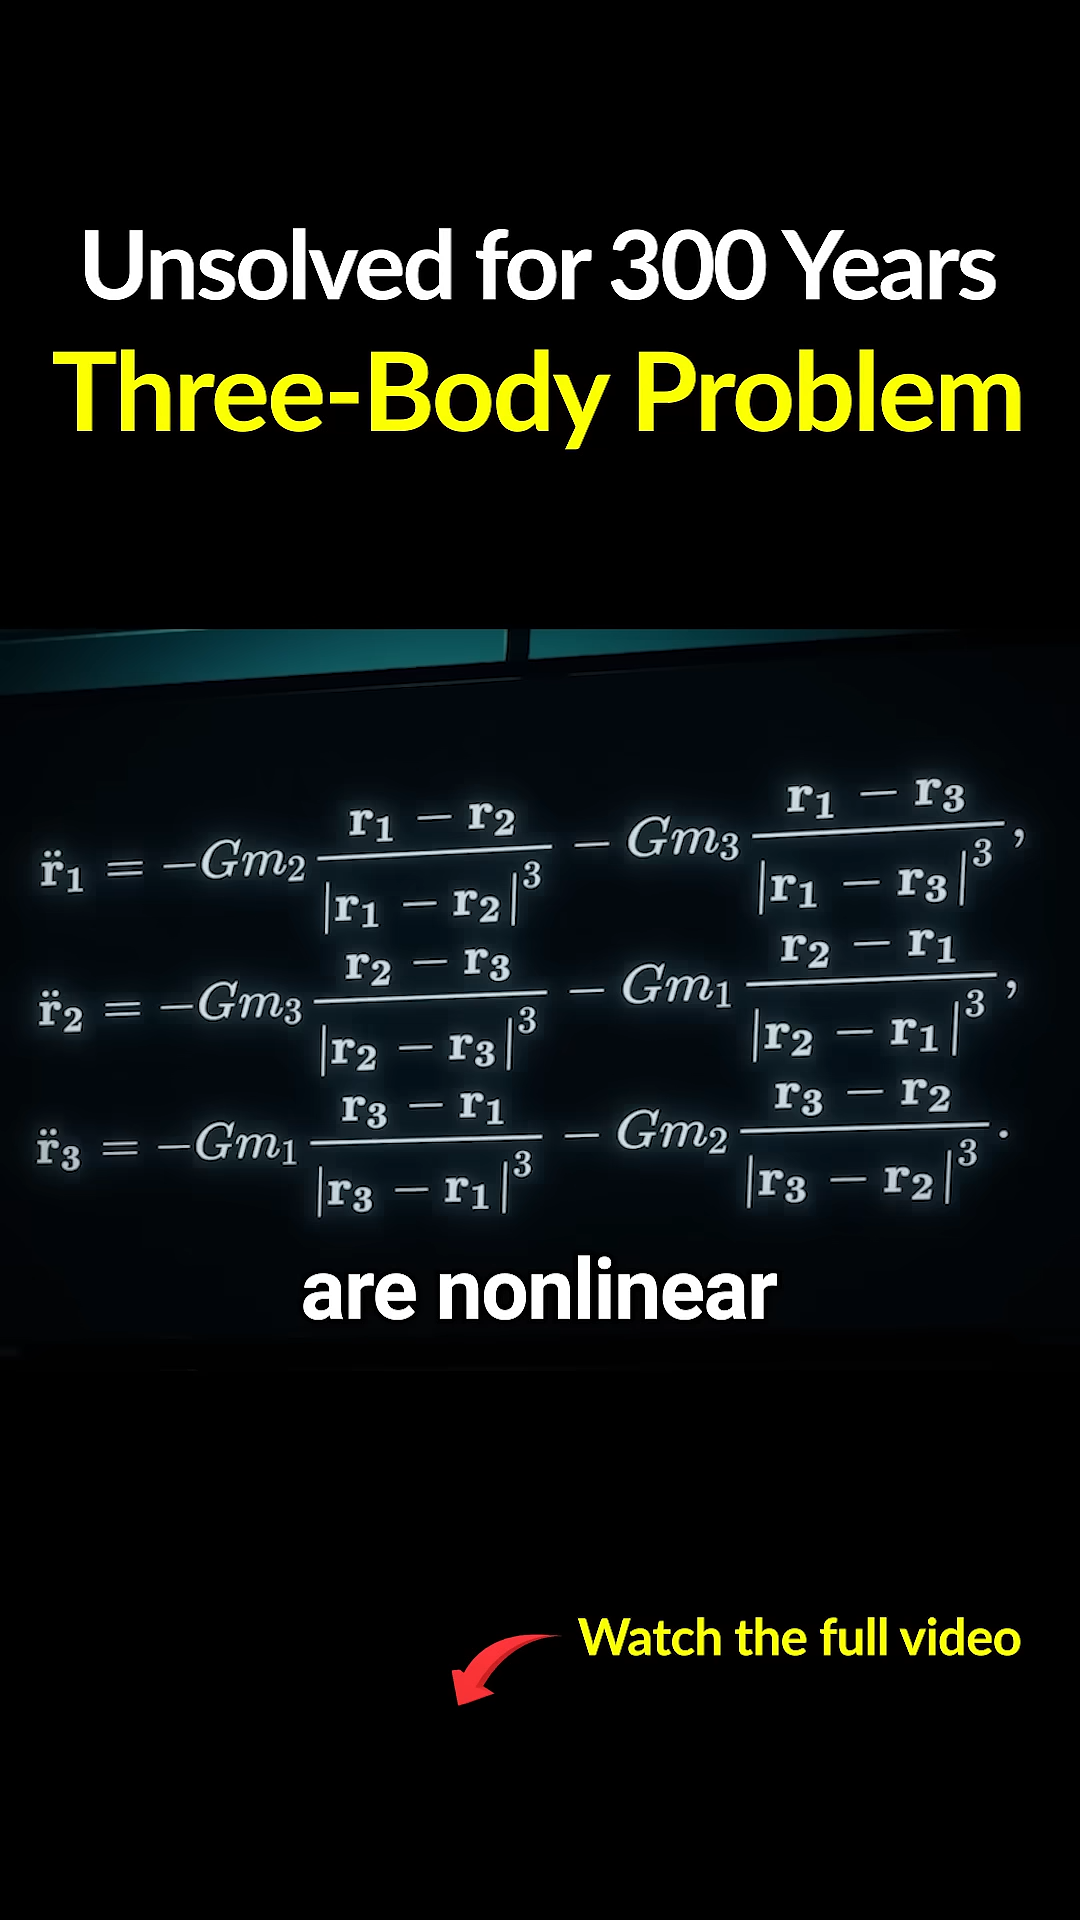 Unsolved for 300 Years
Three-Body Problem
r̈₁ = −Gm₂ (r₁ − r₂)/|r₁ − r₂|³ − Gm₃ (r₁ − r₃)/|r₁ − r₃|³,
r̈₂ = −Gm₃ (r₂ − r₃)/|r₂ − r₃|³ − Gm₁ (r₂ − r₁)/|r₂ − r₁|³,
r̈₃ = −Gm₁ (r₃ − r₁)/|r₃ − r₁|³ − Gm₂ (r₃ − r₂)/|r₃ − r₂|³.
are nonlinear
Watch the full video